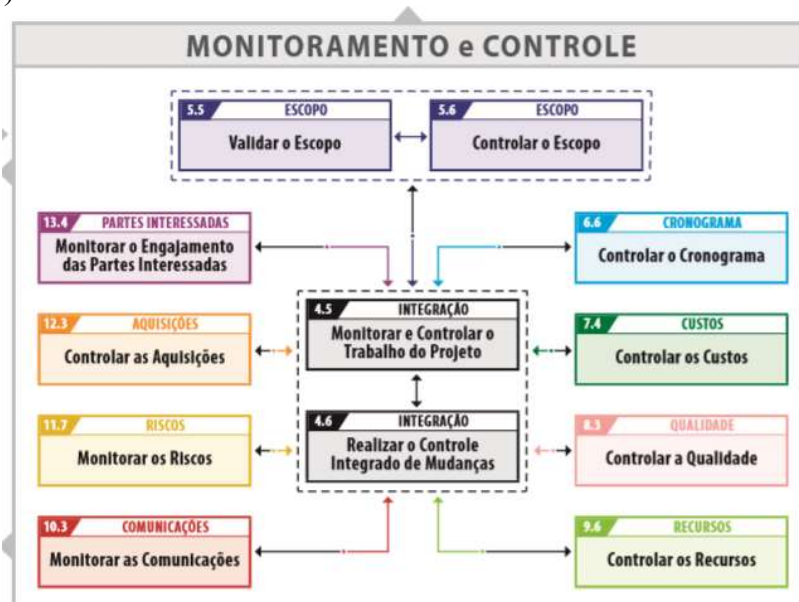 )
MONITORAMENTO e CONTROLE
5.5 ESCOPO
Validar o Escopo
5.6 ESCOPO
Controlar o Escopo
13.4 PARTES INTERESSADAS
Monitorar o Engajamento
das Partes Interessadas
6.6 CRONOGRAMA
Controlar o Cronograma
4.5 INTEGRAÇÃO
Monitorar e Controlar o
Trabalho do Projeto
12.3 AQUISIÇÕES
Controlar as Aquisições
7.4 CUSTOS
Controlar os Custos
4.6 INTEGRAÇÃO
Realizar o Controle
Integrado de Mudanças
11.7 RISCOS
Monitorar os Riscos
8.3 QUALIDADE
Controlar a Qualidade
10.3 COMUNICAÇÕES
Monitorar as Comunicações
9.6 RECURSOS
Controlar os Recursos